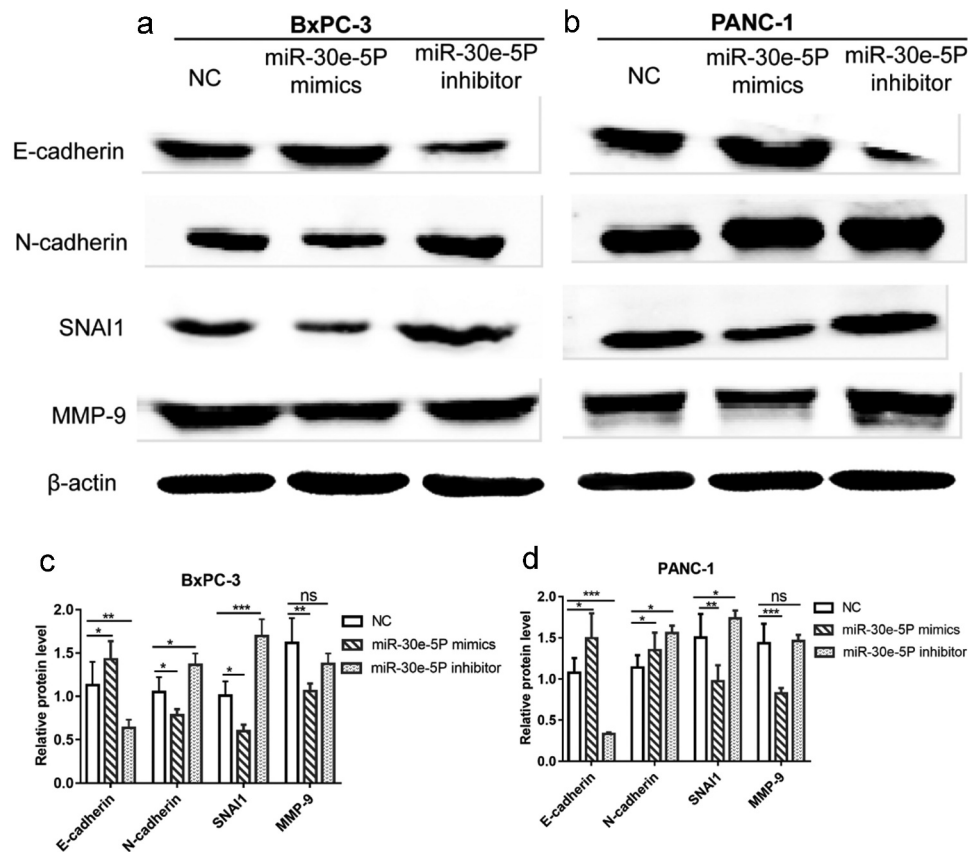 a
BxPC-3
b
PANC-1
NC
miR-30e-5P
mimics
miR-30e-5P
inhibitor
NC
miR-30e-5P
mimics
miR-30e-5P
inhibitor
E-cadherin
N-cadherin
SNAI1
MMP-9
β-actin
c
BxPC-3
Relative protein level
2.0
1.5
1.0
0.5
0.0
**
*
*
*
***
*
ns
**
NC
miR-30e-5P mimics
miR-30e-5P inhibitor
E-cadherin
N-cadherin
SNAI1
MMP-9
d
PANC-1
Relative protein level
2.0
1.5
1.0
0.5
0.0
***
*
*
*
*
**
ns
***
NC
miR-30e-5P mimics
miR-30e-5P inhibitor
E-cadherin
N-cadherin
SNAI1
MMP-9